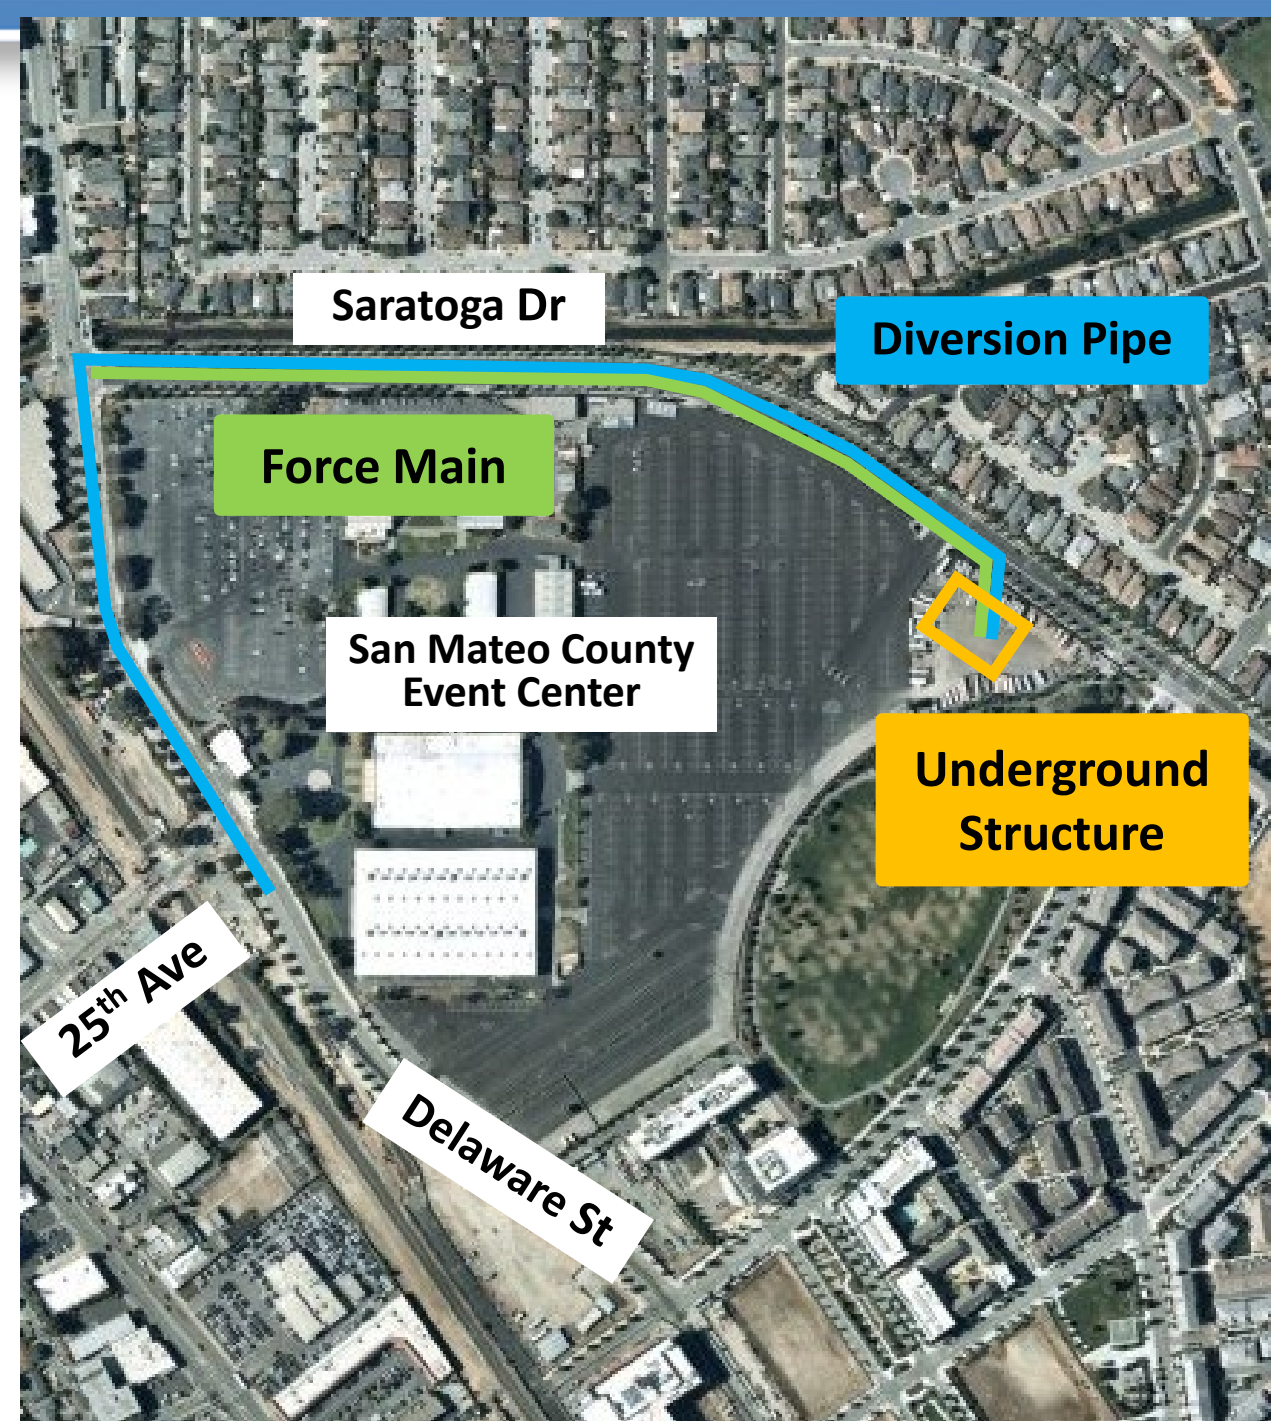 Saratoga Dr
Diversion Pipe
Force Main
San Mateo County
Event Center
Underground
Structure
25th Ave
Delaware St